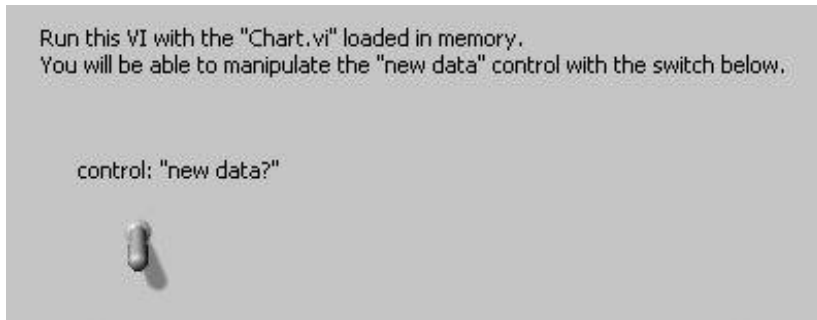 Run this VI with the "Chart.vi" loaded in memory.
You will be able to manipulate the "new data" control with the switch below.
control: "new data?"